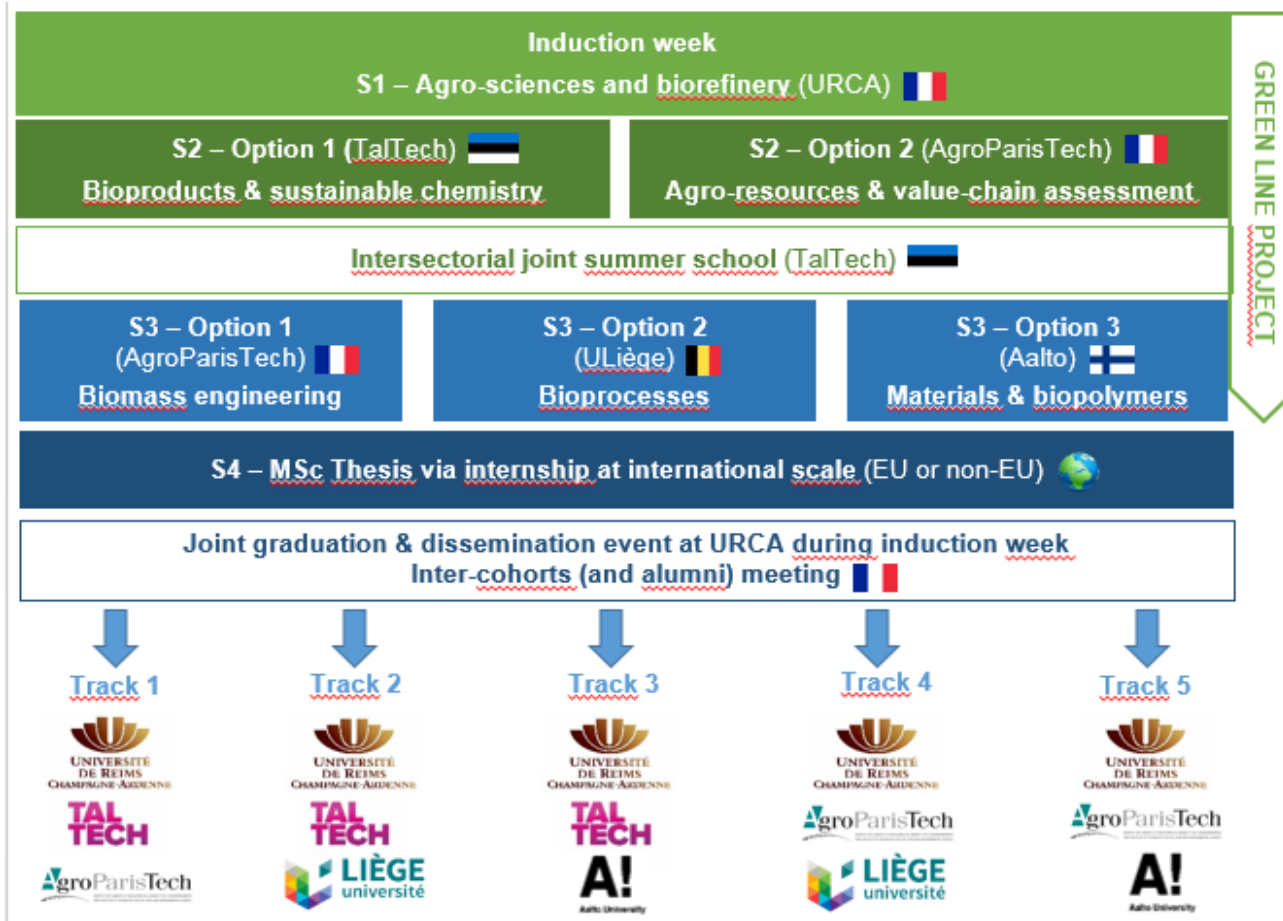 Induction week
S1 – Agro-sciences and biorefinery (URCA)
GREEN LINE PROJECT
S2 – Option 1 (TalTech)
Bioproducts & sustainable chemistry
S2 – Option 2 (AgroParisTech)
Agro-resources & value-chain assessment
Intersectorial joint summer school (TalTech)
S3 – Option 1
(AgroParisTech)
Biomass engineering
S3 – Option 2
(ULiège)
Bioprocesses
S3 – Option 3
(Aalto)
Materials & biopolymers
S4 – MSc Thesis via internship at international scale (EU or non-EU)
Joint graduation & dissemination event at URCA during induction week
Inter-cohorts (and alumni) meeting
Track 1
UNIVERSITÉ
DE REIMS
CHAMPAGNE-ARDENNE
TAL
TECH
AgroParisTech
Track 2
UNIVERSITÉ
DE REIMS
CHAMPAGNE-ARDENNE
TAL
TECH
LIÈGE
université
Track 3
UNIVERSITÉ
DE REIMS
CHAMPAGNE-ARDENNE
TAL
TECH
A!
Aalto University
Track 4
UNIVERSITÉ
DE REIMS
CHAMPAGNE-ARDENNE
AgroParisTech
LIÈGE
université
Track 5
UNIVERSITÉ
DE REIMS
CHAMPAGNE-ARDENNE
AgroParisTech
A!
Aalto University